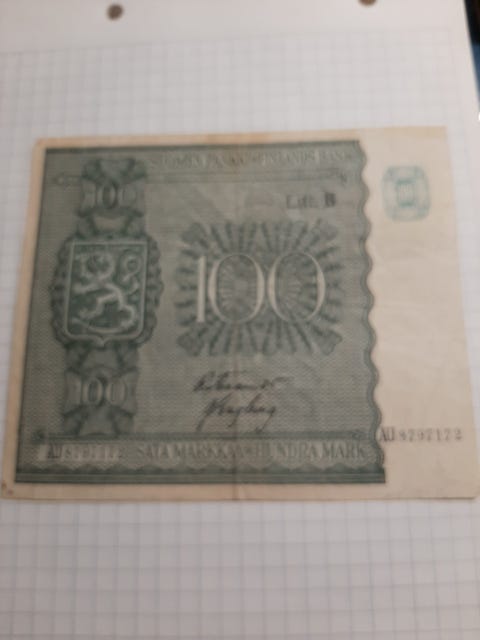 SUOMEN PANKKI·FINLANDS BANK
100
Litt. B
100
100
AU 8797172
AU 8797172 SATA MARKKAA·HUNDRA MARK